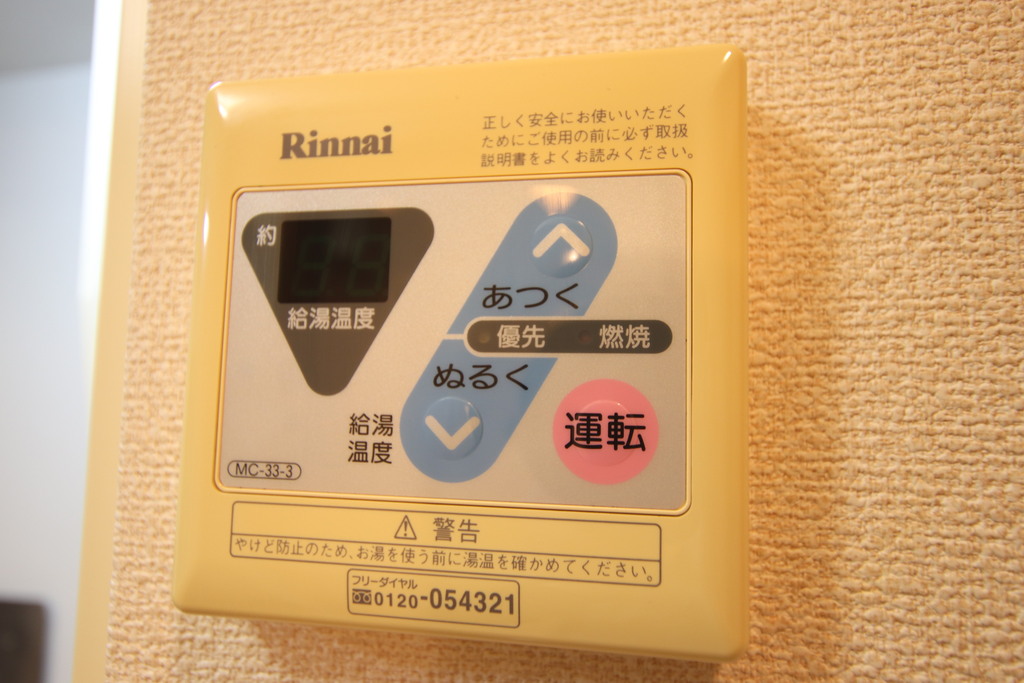 Rinnai
正しく安全にお使いいただく
ためにご使用の前に必ず取扱
説明書をよくお読みください。
約
給湯温度
あつく
優先 燃焼
ぬるく
給湯
温度
運転
MC-33-3
警告
やけど防止のため、お湯を使う前に湯温を確かめてください。
フリーダイヤル
0120-054321